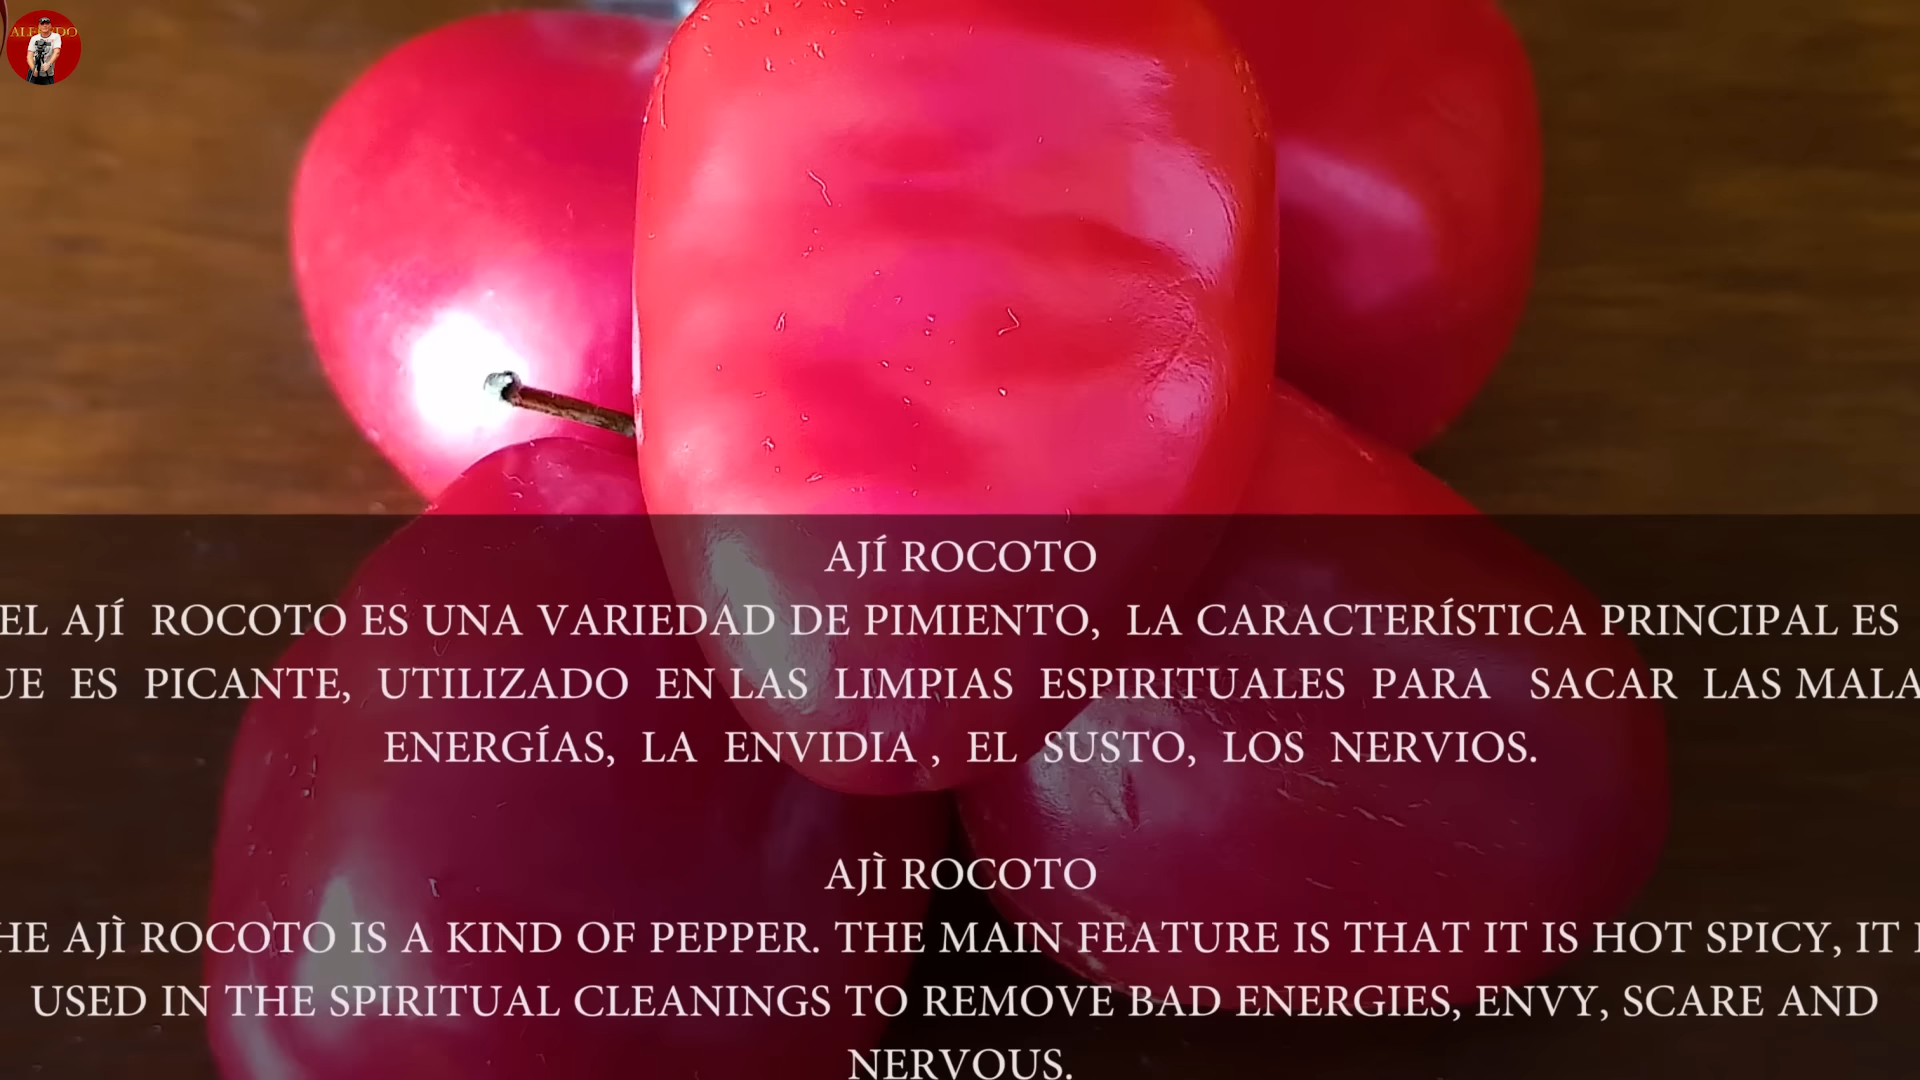 AJÍ ROCOTO
EL AJÍ ROCOTO ES UNA VARIEDAD DE PIMIENTO, LA CARACTERÍSTICA PRINCIPAL ES
ES PICANTE, UTILIZADO EN LAS LIMPIAS ESPIRITUALES PARA SACAR LAS MALA
ENERGÍAS, LA ENVIDIA , EL SUSTO, LOS NERVIOS.
AJÌ ROCOTO
HE AJÌ ROCOTO IS A KIND OF PEPPER. THE MAIN FEATURE IS THAT IT IS HOT SPICY, IT
USED IN THE SPIRITUAL CLEANINGS TO REMOVE BAD ENERGIES, ENVY, SCARE AND
NERVOUS.